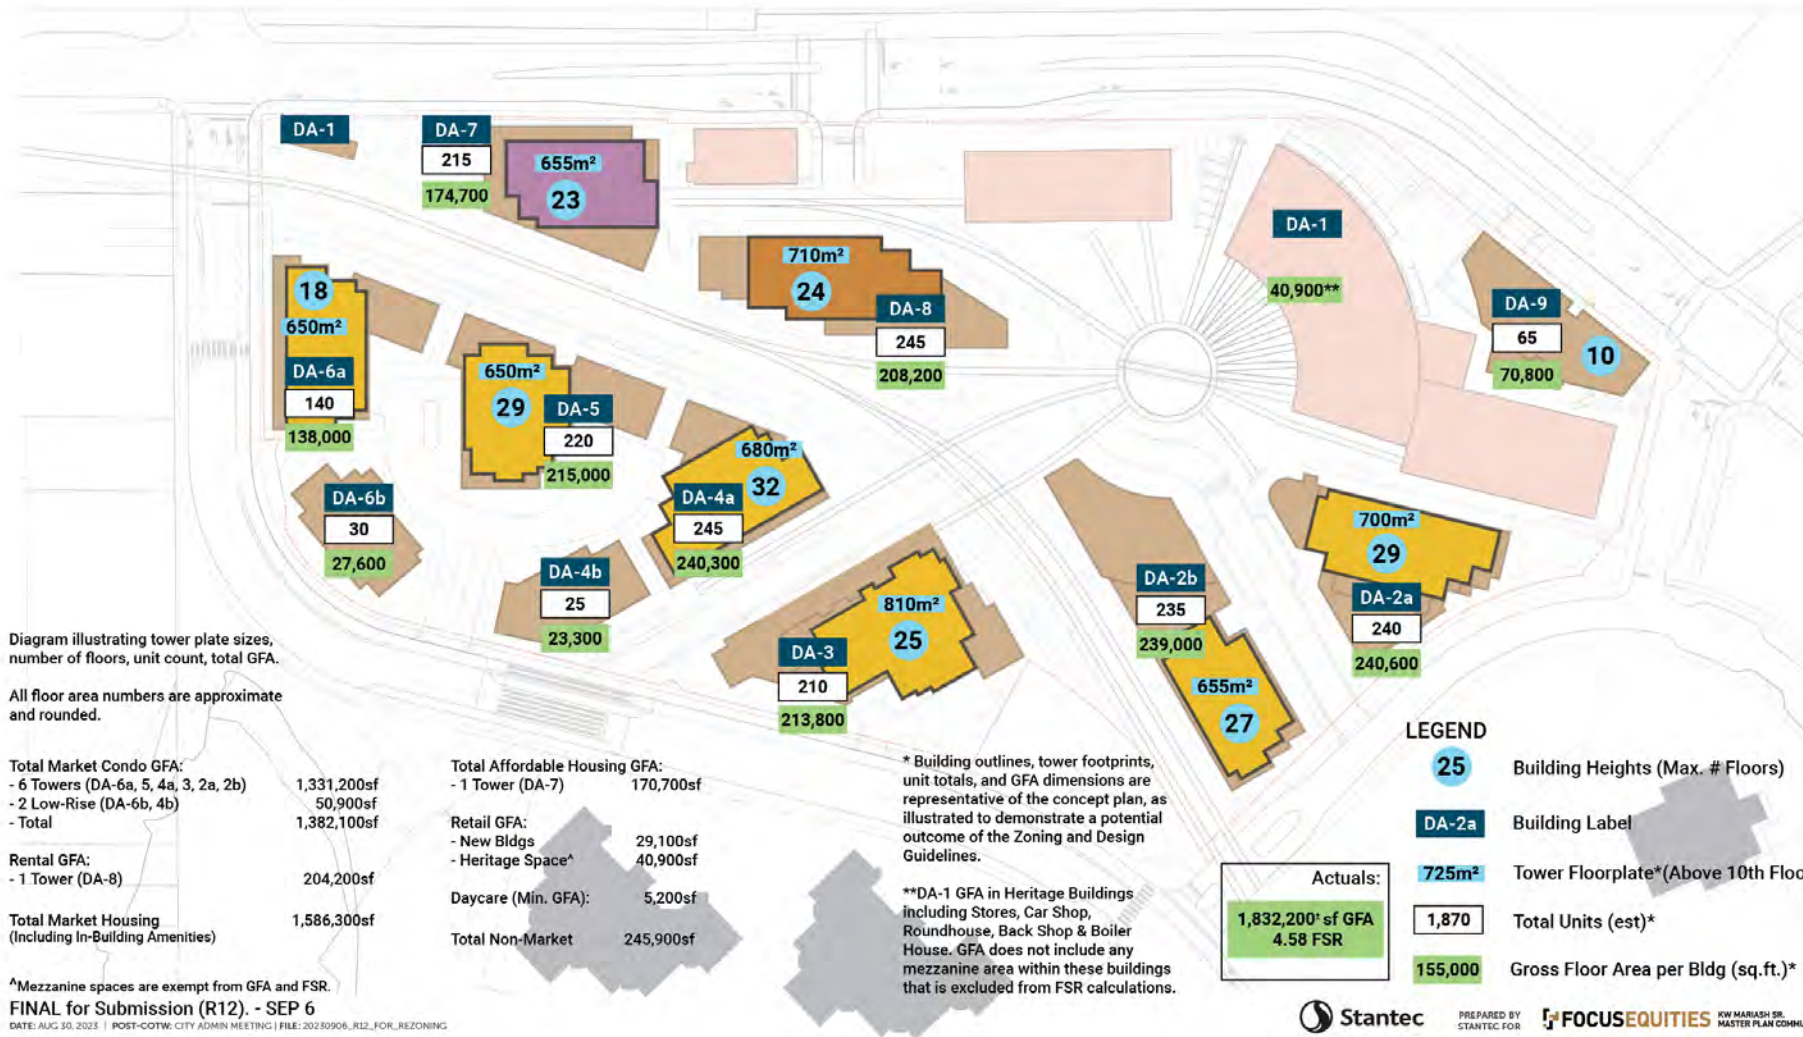 DA-1
DA-7
215
174,700
655m²
23
710m²
24
DA-8
245
208,200
DA-1
40,900**
DA-9
65
70,800
10
18
650m²
DA-6a
140
138,000
650m²
29
DA-5
220
215,000
680m²
32
DA-4a
245
240,300
DA-6b
30
27,600
DA-4b
25
23,300
810m²
25
DA-3
210
213,800
DA-2b
235
239,000
655m²
27
700m²
29
DA-2a
240
240,600
Diagram illustrating tower plate sizes,
number of floors, unit count, total GFA.
All floor area numbers are approximate
and rounded.
Total Market Condo GFA:
- 6 Towers (DA-6a, 5, 4a, 3, 2a, 2b) 1,331,200sf
- 2 Low-Rise (DA-6b, 4b) 50,900sf
- Total 1,382,100sf
Rental GFA:
- 1 Tower (DA-8) 204,200sf
Total Market Housing 1,586,300sf
(Including In-Building Amenities)
^Mezzanine spaces are exempt from GFA and FSR.
FINAL for Submission (R12). - SEP 6
DATE: AUG 30, 2023 | POST-COTW: CITY ADMIN MEETING | FILE: 20230906_R12_FOR_REZONING
Total Affordable Housing GFA:
- 1 Tower (DA-7) 170,700sf
Retail GFA:
- New Bldgs 29,100sf
- Heritage Space^ 40,900sf
Daycare (Min. GFA): 5,200sf
Total Non-Market 245,900sf
* Building outlines, tower footprints,
unit totals, and GFA dimensions are
representative of the concept plan, as
illustrated to demonstrate a potential
outcome of the Zoning and Design
Guidelines.
**DA-1 GFA in Heritage Buildings
including Stores, Car Shop,
Roundhouse, Back Shop & Boiler
House. GFA does not include any
mezzanine area within these buildings
that is excluded from FSR calculations.
Actuals:
1,832,200‡ sf GFA
4.58 FSR
LEGEND
25 Building Heights (Max. # Floors)
DA-2a Building Label
725m² Tower Floorplate*(Above 10th Floo
1,870 Total Units (est)*
155,000 Gross Floor Area per Bldg (sq.ft.)*
Stantec
PREPARED BY
STANTEC FOR
FOCUSEQUITIES
KW MARIASH SR.
MASTER PLAN COMMU